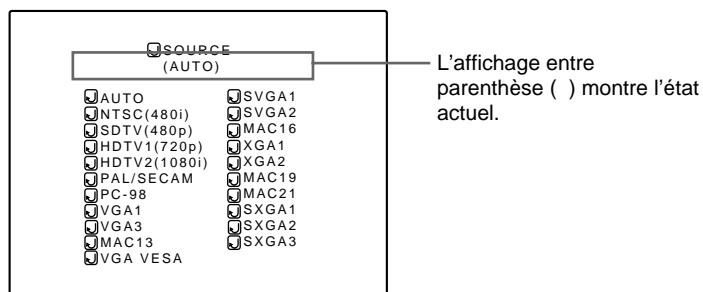 SOURCE
(AUTO)
AUTO
NTSC(480i)
SDTV(480p)
HDTV1(720p)
HDTV2(1080i)
PAL/SECAM
PC-98
VGA1
VGA3
MAC13
VGA VESA
SVGA1
SVGA2
MAC16
XGA1
XGA2
MAC19
MAC21
SXGA1
SXGA2
SXGA3
L’affichage entre
parenthèse ( ) montre l’état
actuel.